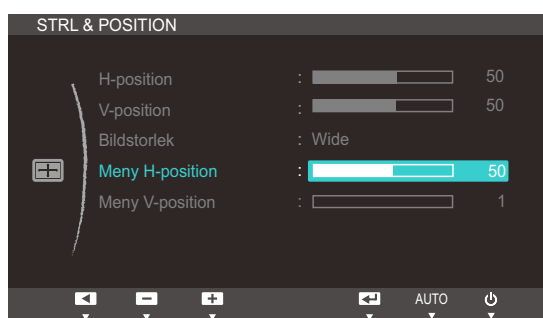 STRL & POSITION
H-position : 50
V-position : 50
Bildstorlek : Wide
Meny H-position : 50
Meny V-position : 1
AUTO